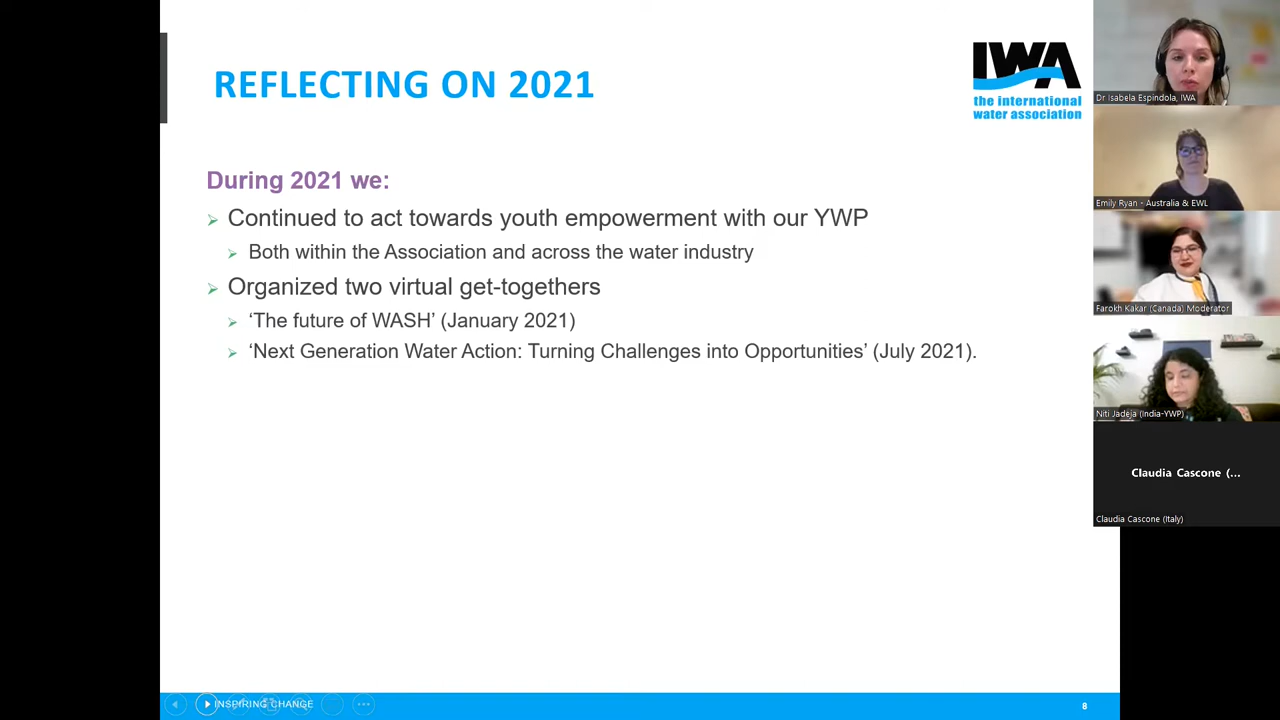 REFLECTING ON 2021
IWA
the international
water association
During 2021 we:
Continued to act towards youth empowerment with our YWP
Both within the Association and across the water industry
Organized two virtual get-togethers
‘The future of WASH’ (January 2021)
‘Next Generation Water Action: Turning Challenges into Opportunities’ (July 2021).
INSPIRING CHANGE
8
Dr Isabela Espindola, IWA
Emily Ryan - Australia & EWL
Farokh Kakar (Canada) Moderator
Niti Jadeja (India-YWP)
Claudia Cascone (...
Claudia Cascone (Italy)